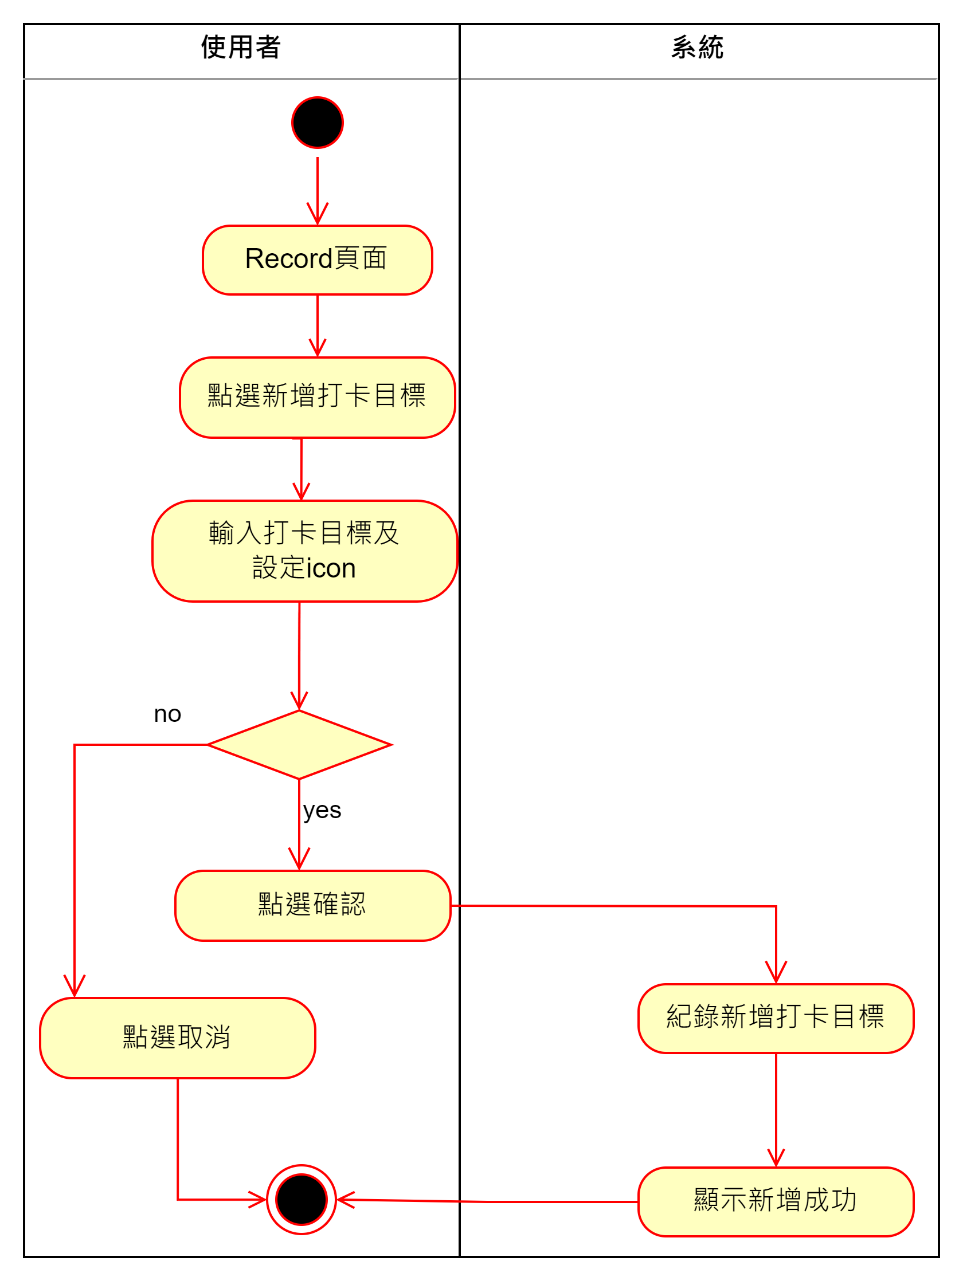 使用者
系統
Record頁面
點選新增打卡目標
輸入打卡目標及
設定icon
no
yes
點選確認
點選取消
紀錄新增打卡目標
顯示新增成功